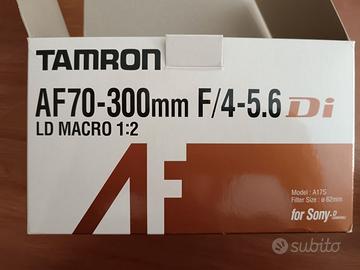 TAMRON
AF70-300mm F/4-5.6 Di
LD MACRO 1:2
AF
Model : A17S
Filter Size : ø 62mm
for Sony-D
subito